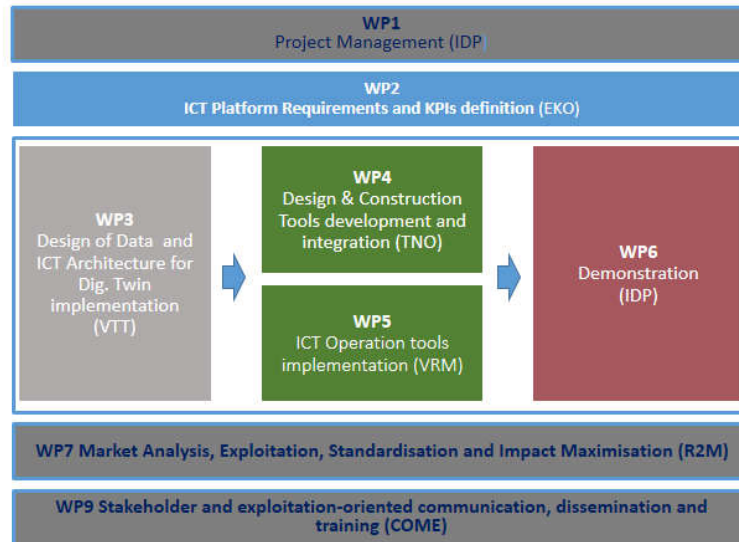 WP1
Project Management (IDP)
WP2
ICT Platform Requirements and KPIs definition (EKO)
WP3
Design of Data and
ICT Architecture for
Dig. Twin
implementation
(VTT)
WP4
Design & Construction
Tools development and
integration (TNO)
WP5
ICT Operation tools
implementation (VRM)
WP6
Demonstration
(IDP)
WP7 Market Analysis, Exploitation, Standardisation and Impact Maximisation (R2M)
WP9 Stakeholder and exploitation-oriented communication, dissemination and
training (COME)